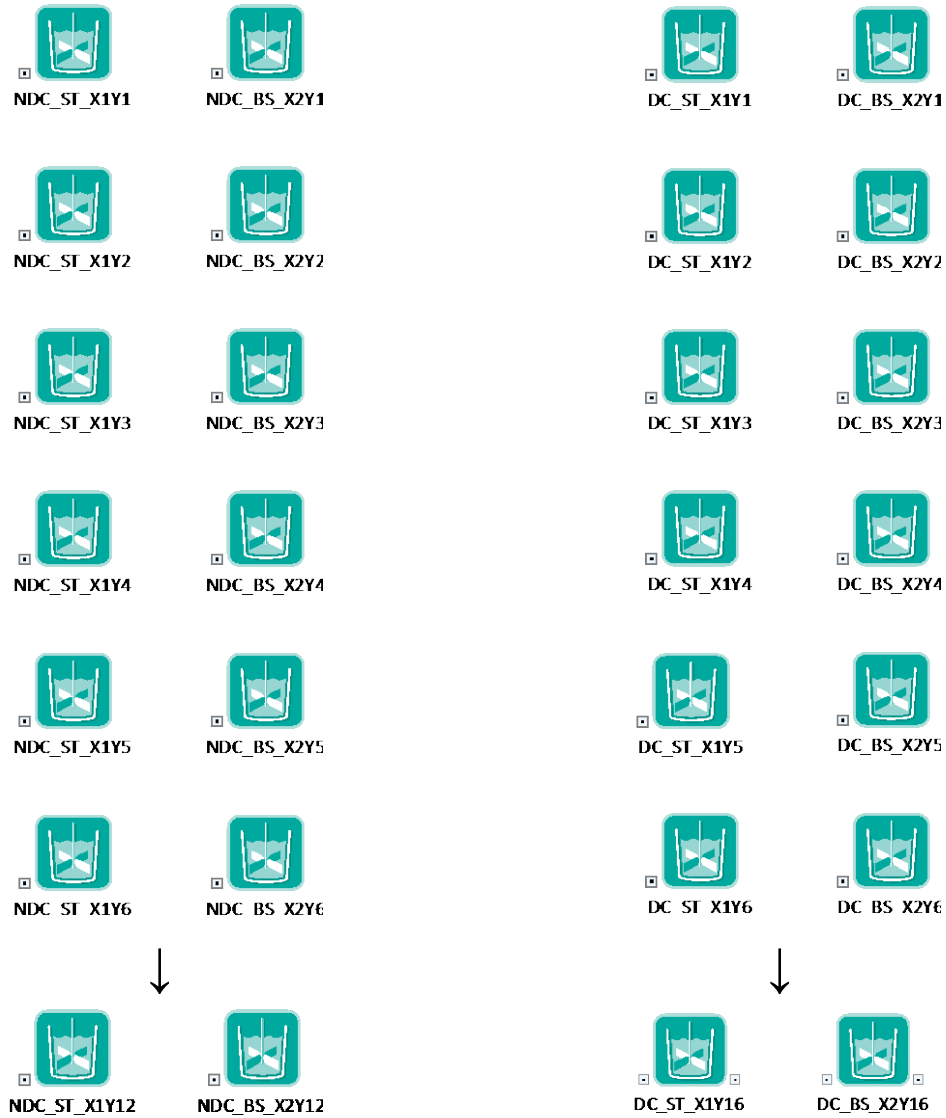 NDC_ST_X1Y1 NDC_BS_X2Y1 DC_ST_X1Y1 DC_BS_X2Y1
NDC_ST_X1Y2 NDC_BS_X2Y2 DC_ST_X1Y2 DC_BS_X2Y2
NDC_ST_X1Y3 NDC_BS_X2Y3 DC_ST_X1Y3 DC_BS_X2Y3
NDC_ST_X1Y4 NDC_BS_X2Y4 DC_ST_X1Y4 DC_BS_X2Y4
NDC_ST_X1Y5 NDC_BS_X2Y5 DC_ST_X1Y5 DC_BS_X2Y5
NDC_ST_X1Y6 NDC_BS_X2Y6 DC_ST_X1Y6 DC_BS_X2Y6
NDC_ST_X1Y12 NDC_BS_X2Y12 DC_ST_X1Y16 DC_BS_X2Y16